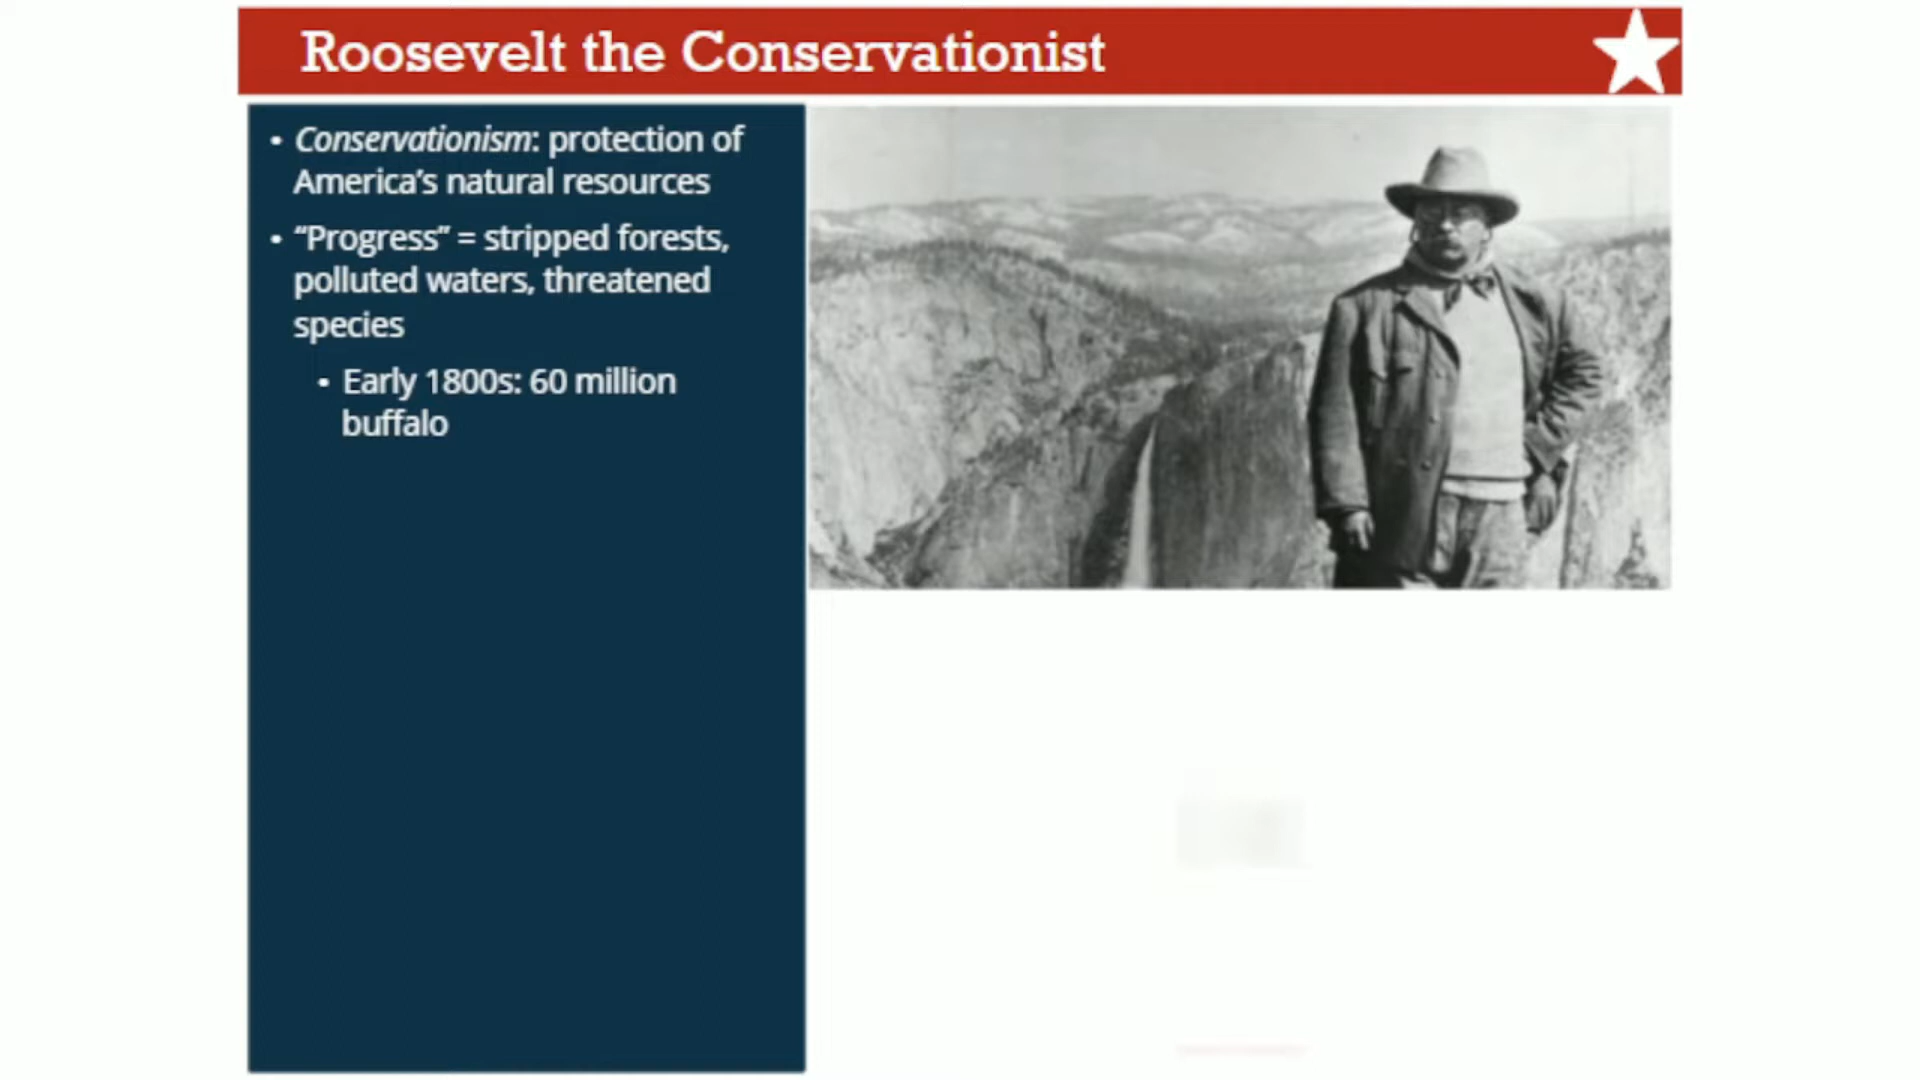 Roosevelt the Conservationist
• Conservationism: protection of
America's natural resources
• “Progress” = stripped forests,
polluted waters, threatened
species
• Early 1800s: 60 million
buffalo